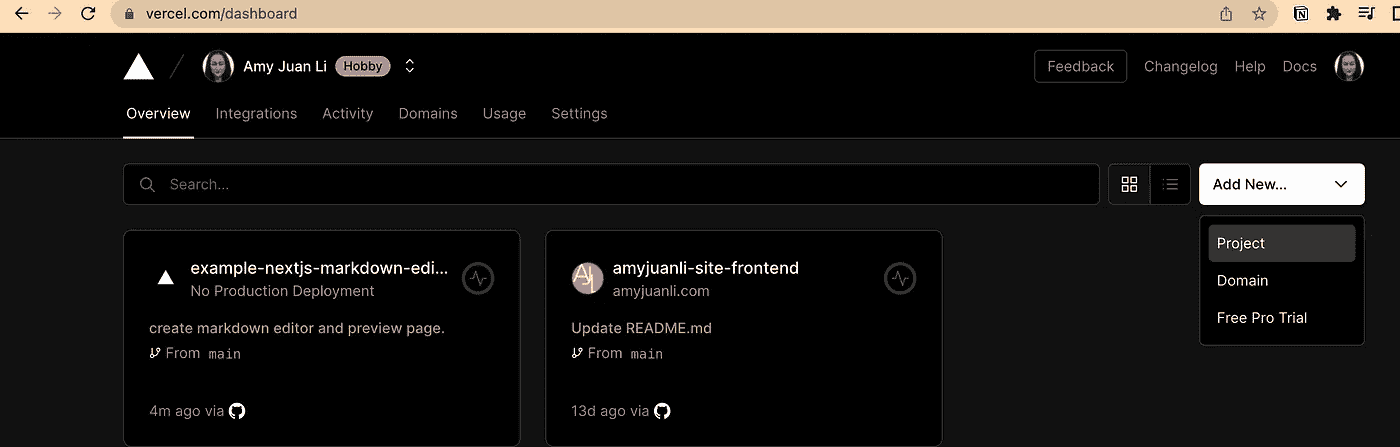 vercel.com/dashboard
Amy Juan Li Hobby Feedback Changelog Help Docs
Overview Integrations Activity Domains Usage Settings
Search... Add New...
Project
Domain
Free Pro Trial
example-nextjs-markdown-edi...
No Production Deployment
create markdown editor and preview page.
From main
4m ago via
AJL amyjuanli-site-frontend
amyjuanli.com
Update README.md
From main
13d ago via